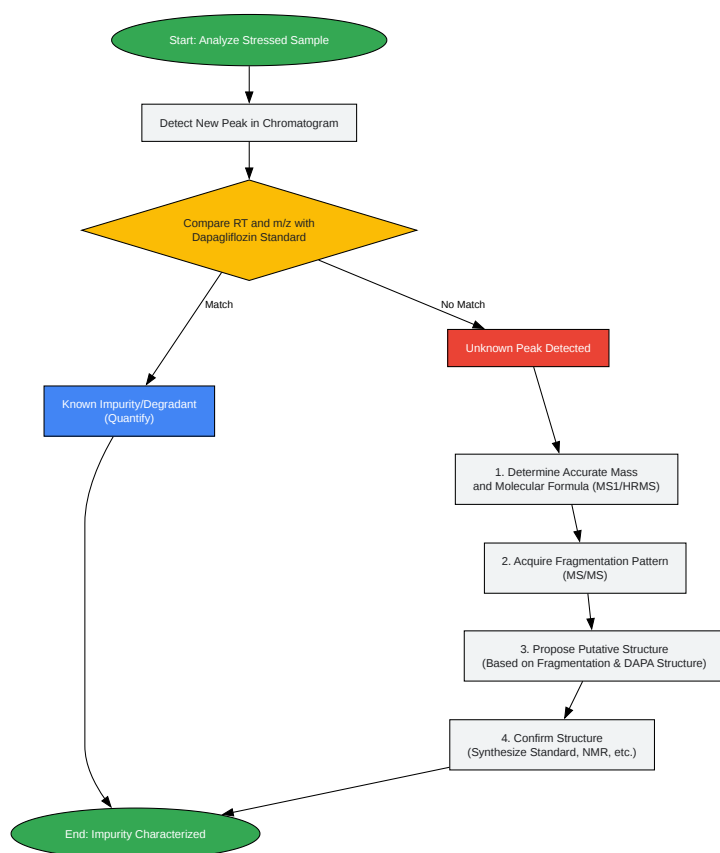 Start: Analyze Stressed Sample
Detect New Peak in Chromatogram
Compare RT and m/z with
Dapagliflozin Standard
Match
No Match
Unknown Peak Detected
Known Impurity/Degradant
(Quantify)
1. Determine Accurate Mass
and Molecular Formula (MS1/HRMS)
2. Acquire Fragmentation Pattern
(MS/MS)
3. Propose Putative Structure
(Based on Fragmentation & DAPA Structure)
4. Confirm Structure
(Synthesize Standard, NMR, etc.)
End: Impurity Characterized